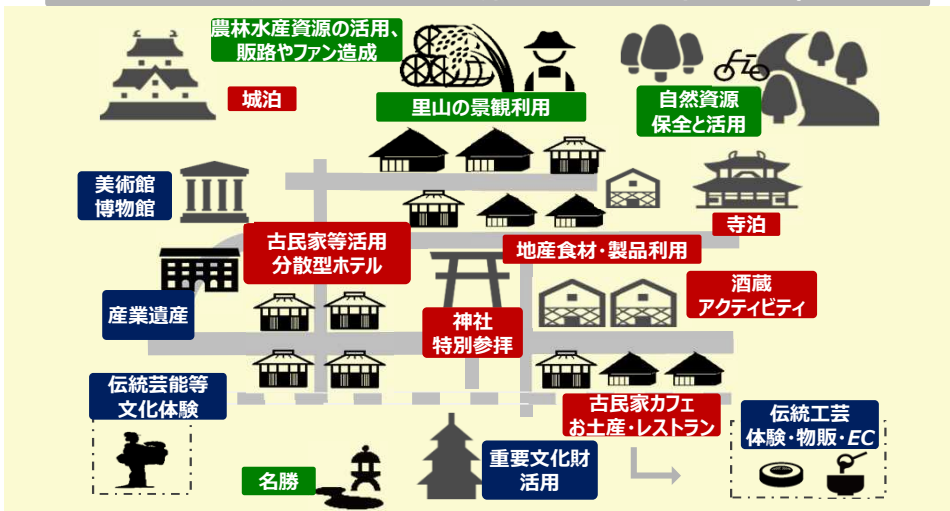 農林水産資源の活用、
販路やファン造成
城泊
里山の景観利用
自然資源
保全と活用
美術館
博物館
寺泊
古民家等活用
分散型ホテル
地産食材・製品利用
酒蔵
アクティビティ
産業遺産
神社
特別参拝
伝統芸能等
文化体験
古民家カフェ
お土産・レストラン
伝統工芸
体験・物販・EC
名勝
重要文化財
活用